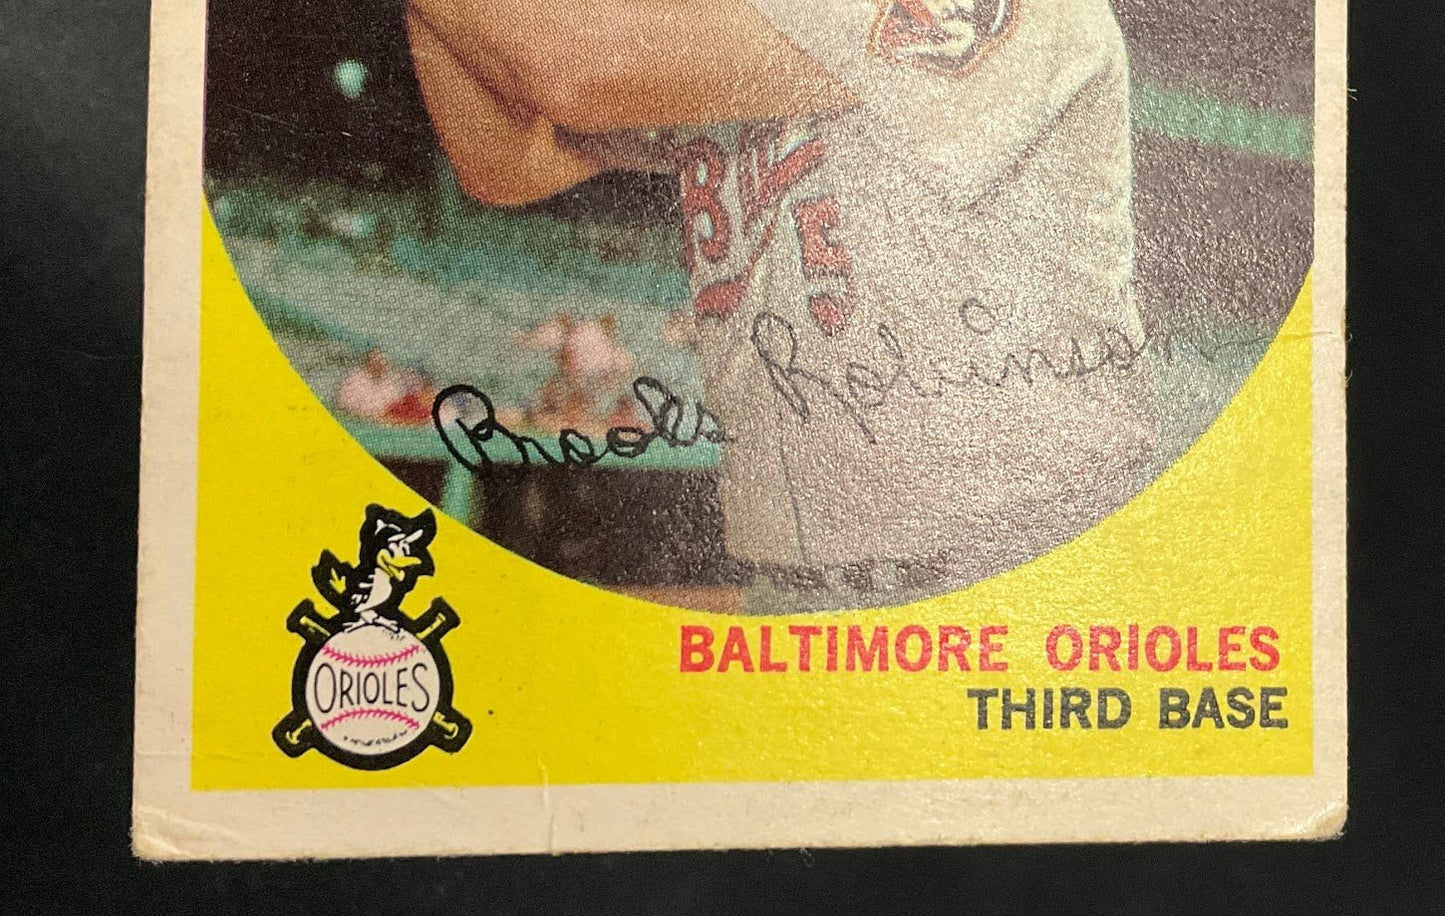 Brooks Robinson
ORIOLES
BALTIMORE ORIOLES
THIRD BASE